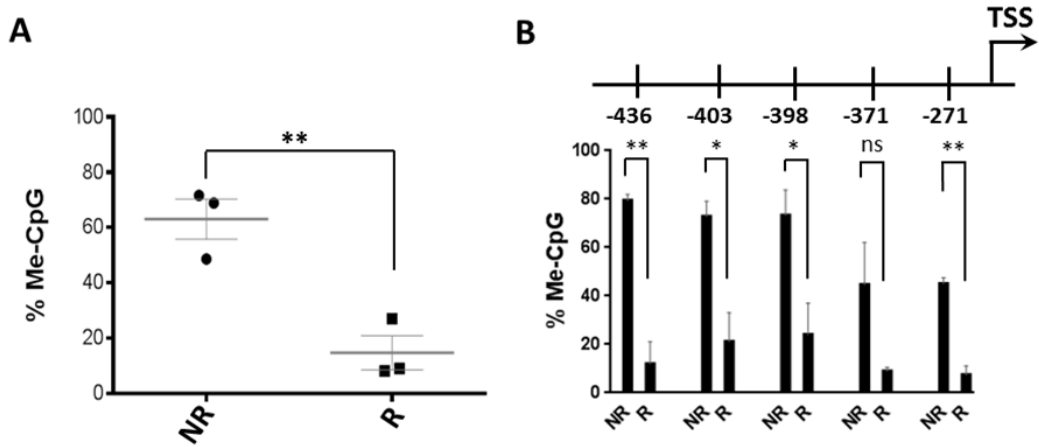 A
% Me-CpG
100
80
60
40
20
0
**
NR
R
B
TSS
-436 -403 -398 -371 -271
** * * ns **
% Me-CpG
100
80
60
40
20
0
NR R NR R NR R NR R NR R